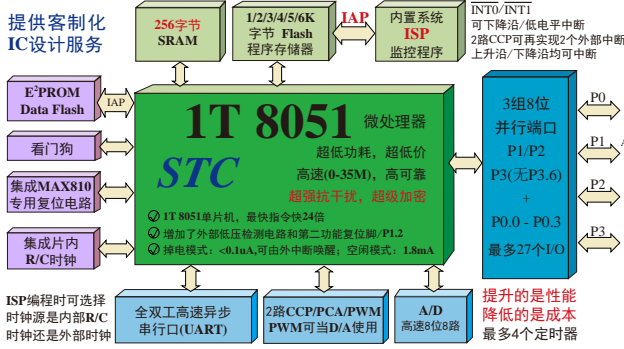 提供客制化
IC设计服务
256字节
SRAM
1/2/3/4/5/6K
字节 Flash
程序存储器
IAP
内置系统
ISP
监控程序
INT0/INT1
可下降沿/低电平中断
2路CCP可再实现2个外部中断
上升沿/下降沿均可中断
E²PROM
Data Flash
IAP
看门狗
集成MAX810
专用复位电路
集成片内
R/C时钟
1T 8051 微处理器
STC
超低功耗，超低价
高速(0-35M)，高可靠
超强抗干扰，超级加密
1T 8051单片机，最快指令快24倍
增加了外部低压检测电路和第二功能复位脚/P1.2
掉电模式：<0.1uA,可由外中断唤醒；空闲模式：1.8mA
3组8位
并行端口
P1/P2
P3(无P3.6)
+
P0.0 - P0.3
最多27个I/O
P0
P1
P2
P3
ISP编程时可选择
时钟源是内部R/C
时钟还是外部时钟
全双工高速异步
串行口(UART)
2路CCP/PCA/PWM
PWM可当D/A使用
A/D
高速8位8路
提升的是性能
降低的是成本
最多4个定时器